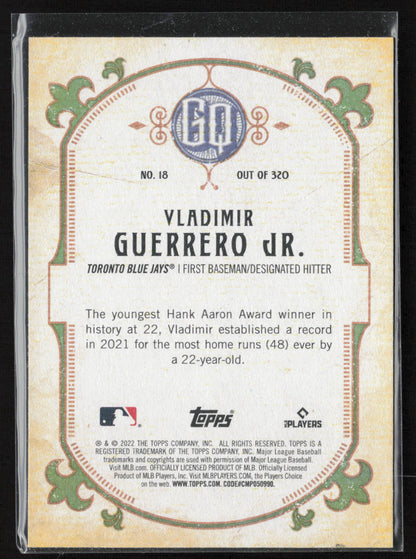 GQ
NO. 18 OUT OF 320
VLADIMIR
GUERRERO JR.
TORONTO BLUE JAYS® | FIRST BASEMAN/DESIGNATED HITTER
The youngest Hank Aaron Award winner in
history at 22, Vladimir established a record
in 2021 for the most home runs (48) ever by
a 22-year-old.
Topps
MLB PLAYERS
® & © 2022 THE TOPPS COMPANY, INC. ALL RIGHTS RESERVED. TOPPS IS A
REGISTERED TRADEMARK OF THE TOPPS COMPANY, INC. Major League Baseball
trademarks and copyrights are used with permission of Major League Baseball.
Visit MLB.com. OFFICIALLY LICENSED PRODUCT OF MLB. Officially Licensed
Product of MLB Players, Inc. Visit MLBPLAYERS.com, the Players Choice
on the web. WWW.TOPPS.COM. CODE#CMP050990.